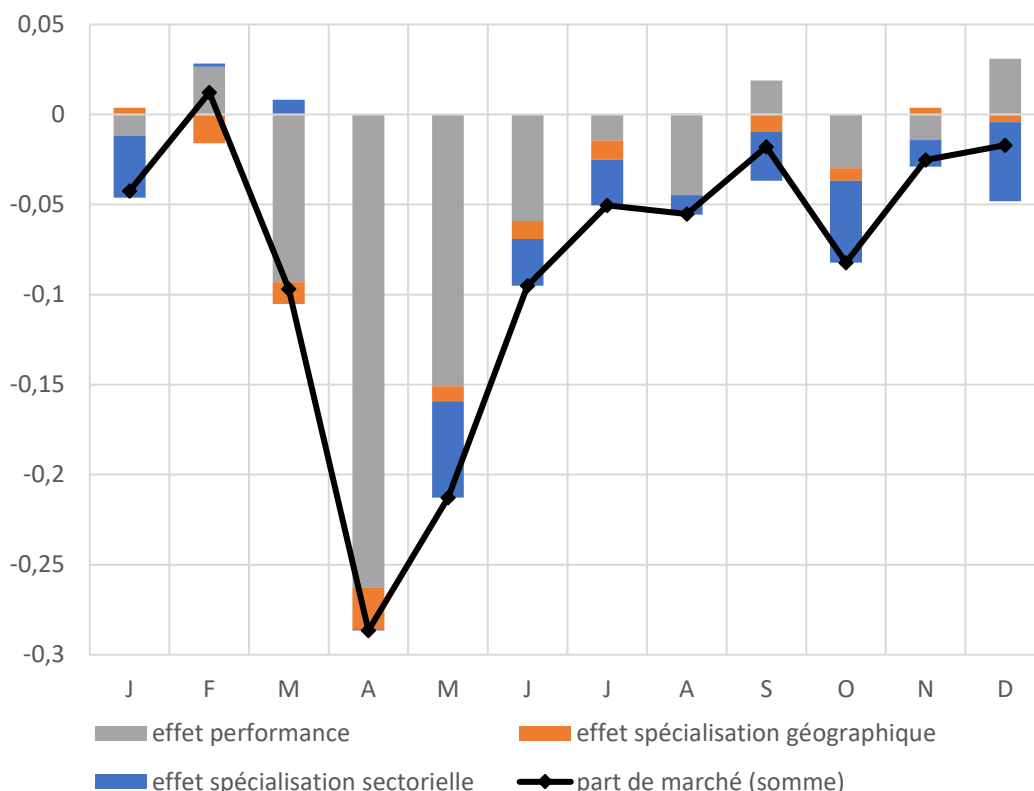 0,05
0
-0,05
-0,1
-0,15
-0,2
-0,25
-0,3
J F M A M J J A S O N D
effet performance effet spécialisation géographique
effet spécialisation sectorielle part de marché (somme)